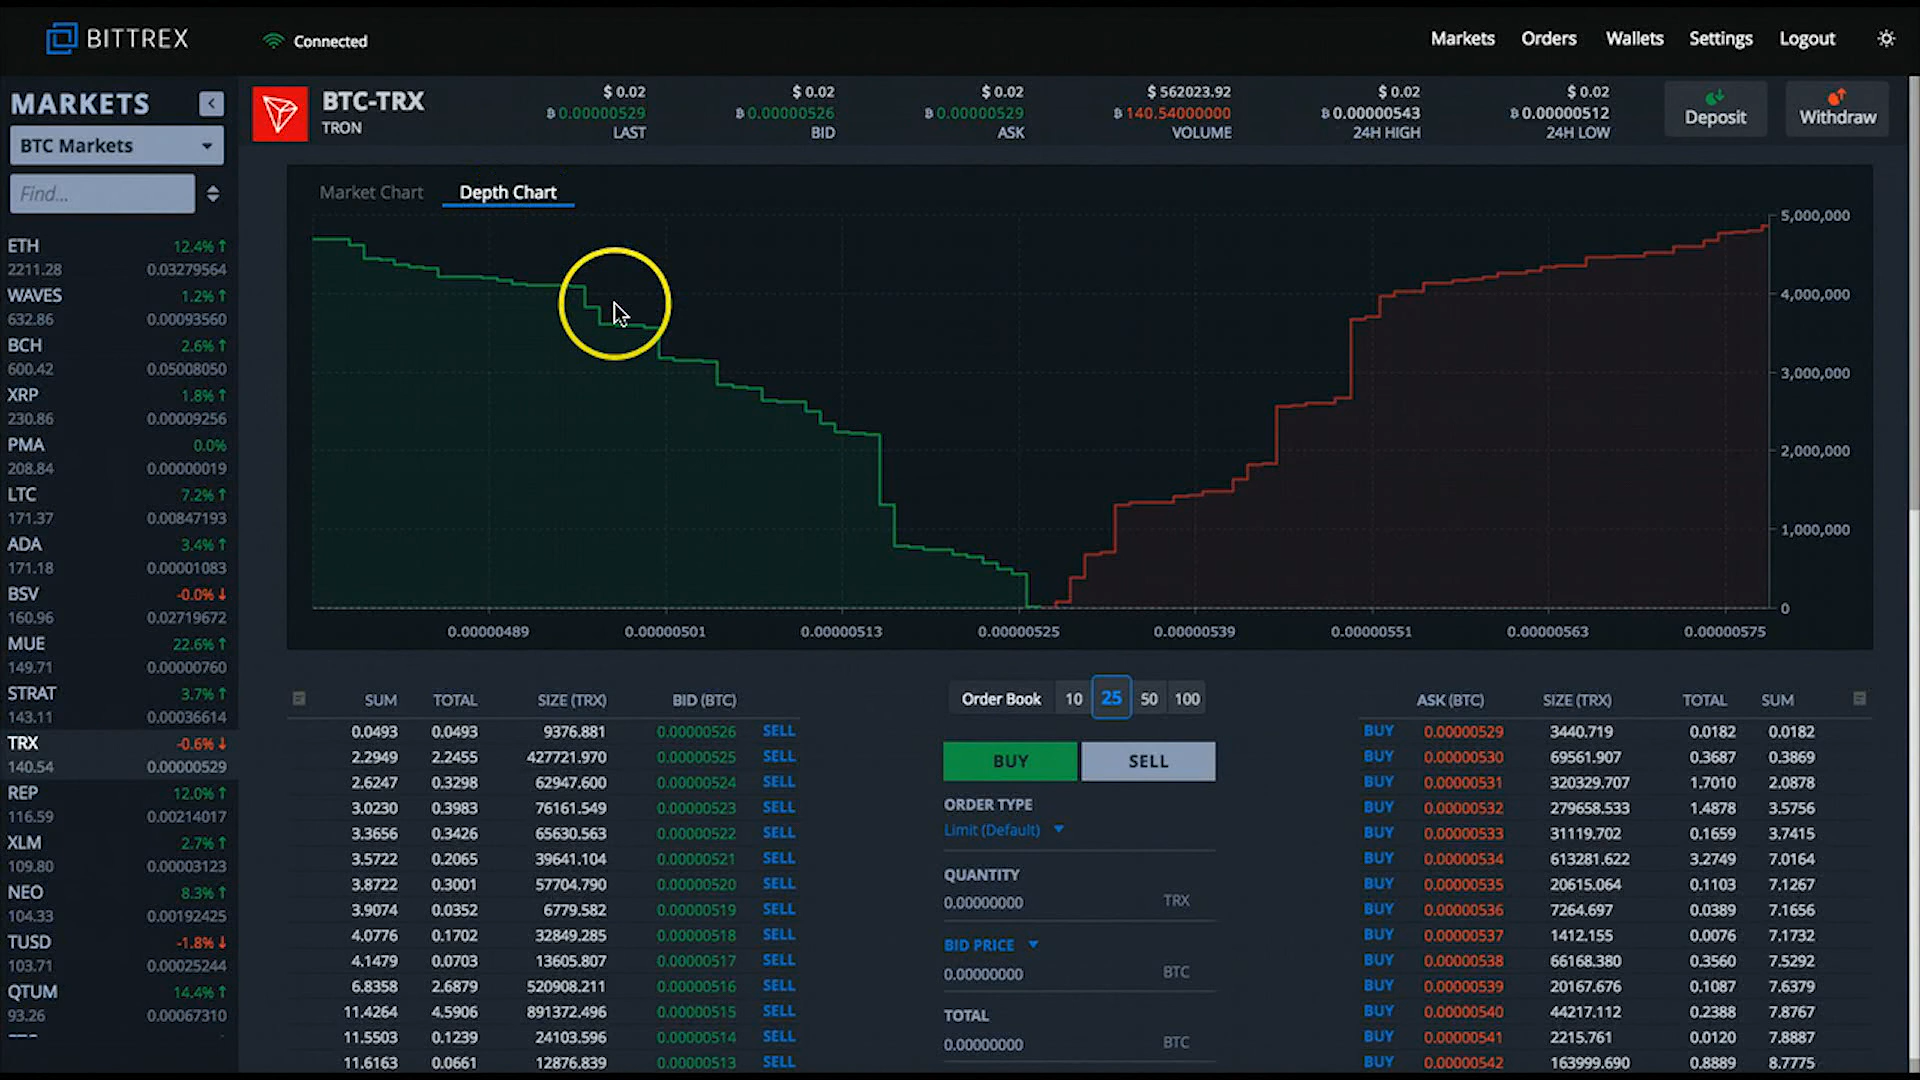 BITTREX
Connected
Markets Orders Wallets Settings Logout
MARKETS
BTC Markets
Find...
ETH 12.4% ↑
2211.28 0.03279564
WAVES 1.2% ↑
632.86 0.00093560
BCH 2.6% ↑
600.42 0.05008050
XRP 1.8% ↑
230.86 0.00009256
PMA 0.0%
208.84 0.00000019
LTC 7.2% ↑
171.37 0.00847193
ADA 3.4% ↑
171.18 0.00001083
BSV -0.0% ↓
160.96 0.02719672
MUE 22.6% ↑
149.71 0.00000760
STRAT 3.7% ↑
143.11 0.00036614
TRX -0.6% ↓
140.54 0.00000529
REP 12.0% ↑
116.59 0.00214017
XLM 2.7% ↑
109.80 0.00003123
NEO 8.3% ↑
104.33 0.00192425
TUSD -1.8% ↓
103.71 0.00025244
QTUM 14.4% ↑
93.26 0.00067310
BTC-TRX
TRON
$ 0.02 $ 0.02 $ 0.02 $ 562023.92 $ 0.02 $ 0.02
₿ 0.00000529 ₿ 0.00000526 ₿ 0.00000529 ₿ 140.54000000 ₿ 0.00000543 ₿ 0.00000512
LAST BID ASK VOLUME 24H HIGH 24H LOW
Deposit
Withdraw
Market Chart Depth Chart
5,000,000
4,000,000
3,000,000
2,000,000
1,000,000
0
0.00000489 0.00000501 0.00000513 0.00000525 0.00000539 0.00000551 0.00000563 0.00000575
SUM TOTAL SIZE (TRX) BID (BTC)
0.0493 0.0493 9376.881 0.00000526 SELL
2.2949 2.2455 427721.970 0.00000525 SELL
2.6247 0.3298 62947.600 0.00000524 SELL
3.0230 0.3983 76161.549 0.00000523 SELL
3.3656 0.3426 65630.563 0.00000522 SELL
3.5722 0.2065 39641.104 0.00000521 SELL
3.8722 0.3001 57704.790 0.00000520 SELL
3.9074 0.0352 6779.582 0.00000519 SELL
4.0776 0.1702 32849.285 0.00000518 SELL
4.1479 0.0703 13605.807 0.00000517 SELL
6.8358 2.6879 520908.211 0.00000516 SELL
11.4264 4.5906 891372.496 0.00000515 SELL
11.5503 0.1239 24103.596 0.00000514 SELL
11.6163 0.0661 12876.839 0.00000513 SELL
Order Book 10 25 50 100
BUY SELL
ORDER TYPE
Limit (Default)
QUANTITY
0.00000000 TRX
BID PRICE
0.00000000 BTC
TOTAL
0.00000000 BTC
ASK (BTC) SIZE (TRX) TOTAL SUM
BUY 0.00000529 3440.719 0.0182 0.0182
BUY 0.00000530 69561.907 0.3687 0.3869
BUY 0.00000531 320329.707 1.7010 2.0878
BUY 0.00000532 279658.533 1.4878 3.5756
BUY 0.00000533 31119.702 0.1659 3.7415
BUY 0.00000534 613281.622 3.2749 7.0164
BUY 0.00000535 20615.064 0.1103 7.1267
BUY 0.00000536 7264.697 0.0389 7.1656
BUY 0.00000537 1412.155 0.0076 7.1732
BUY 0.00000538 66168.380 0.3560 7.5292
BUY 0.00000539 20167.676 0.1087 7.6379
BUY 0.00000540 44217.112 0.2388 7.8767
BUY 0.00000541 2215.761 0.0120 7.8887
BUY 0.00000542 163999.690 0.8889 8.7775